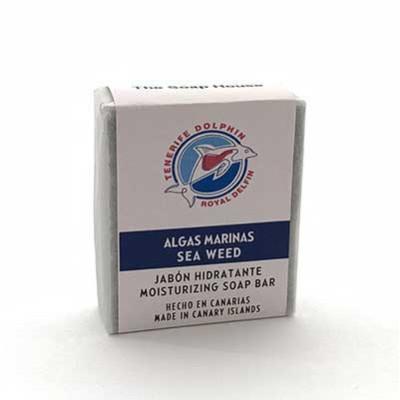 The Soap House
TENERIFE DOLPHIN
ROYAL DELFIN
ALGAS MARINAS
SEA WEED
JABÓN HIDRATANTE
MOISTURIZING SOAP BAR
HECHO EN CANARIAS
MADE IN CANARY ISLANDS